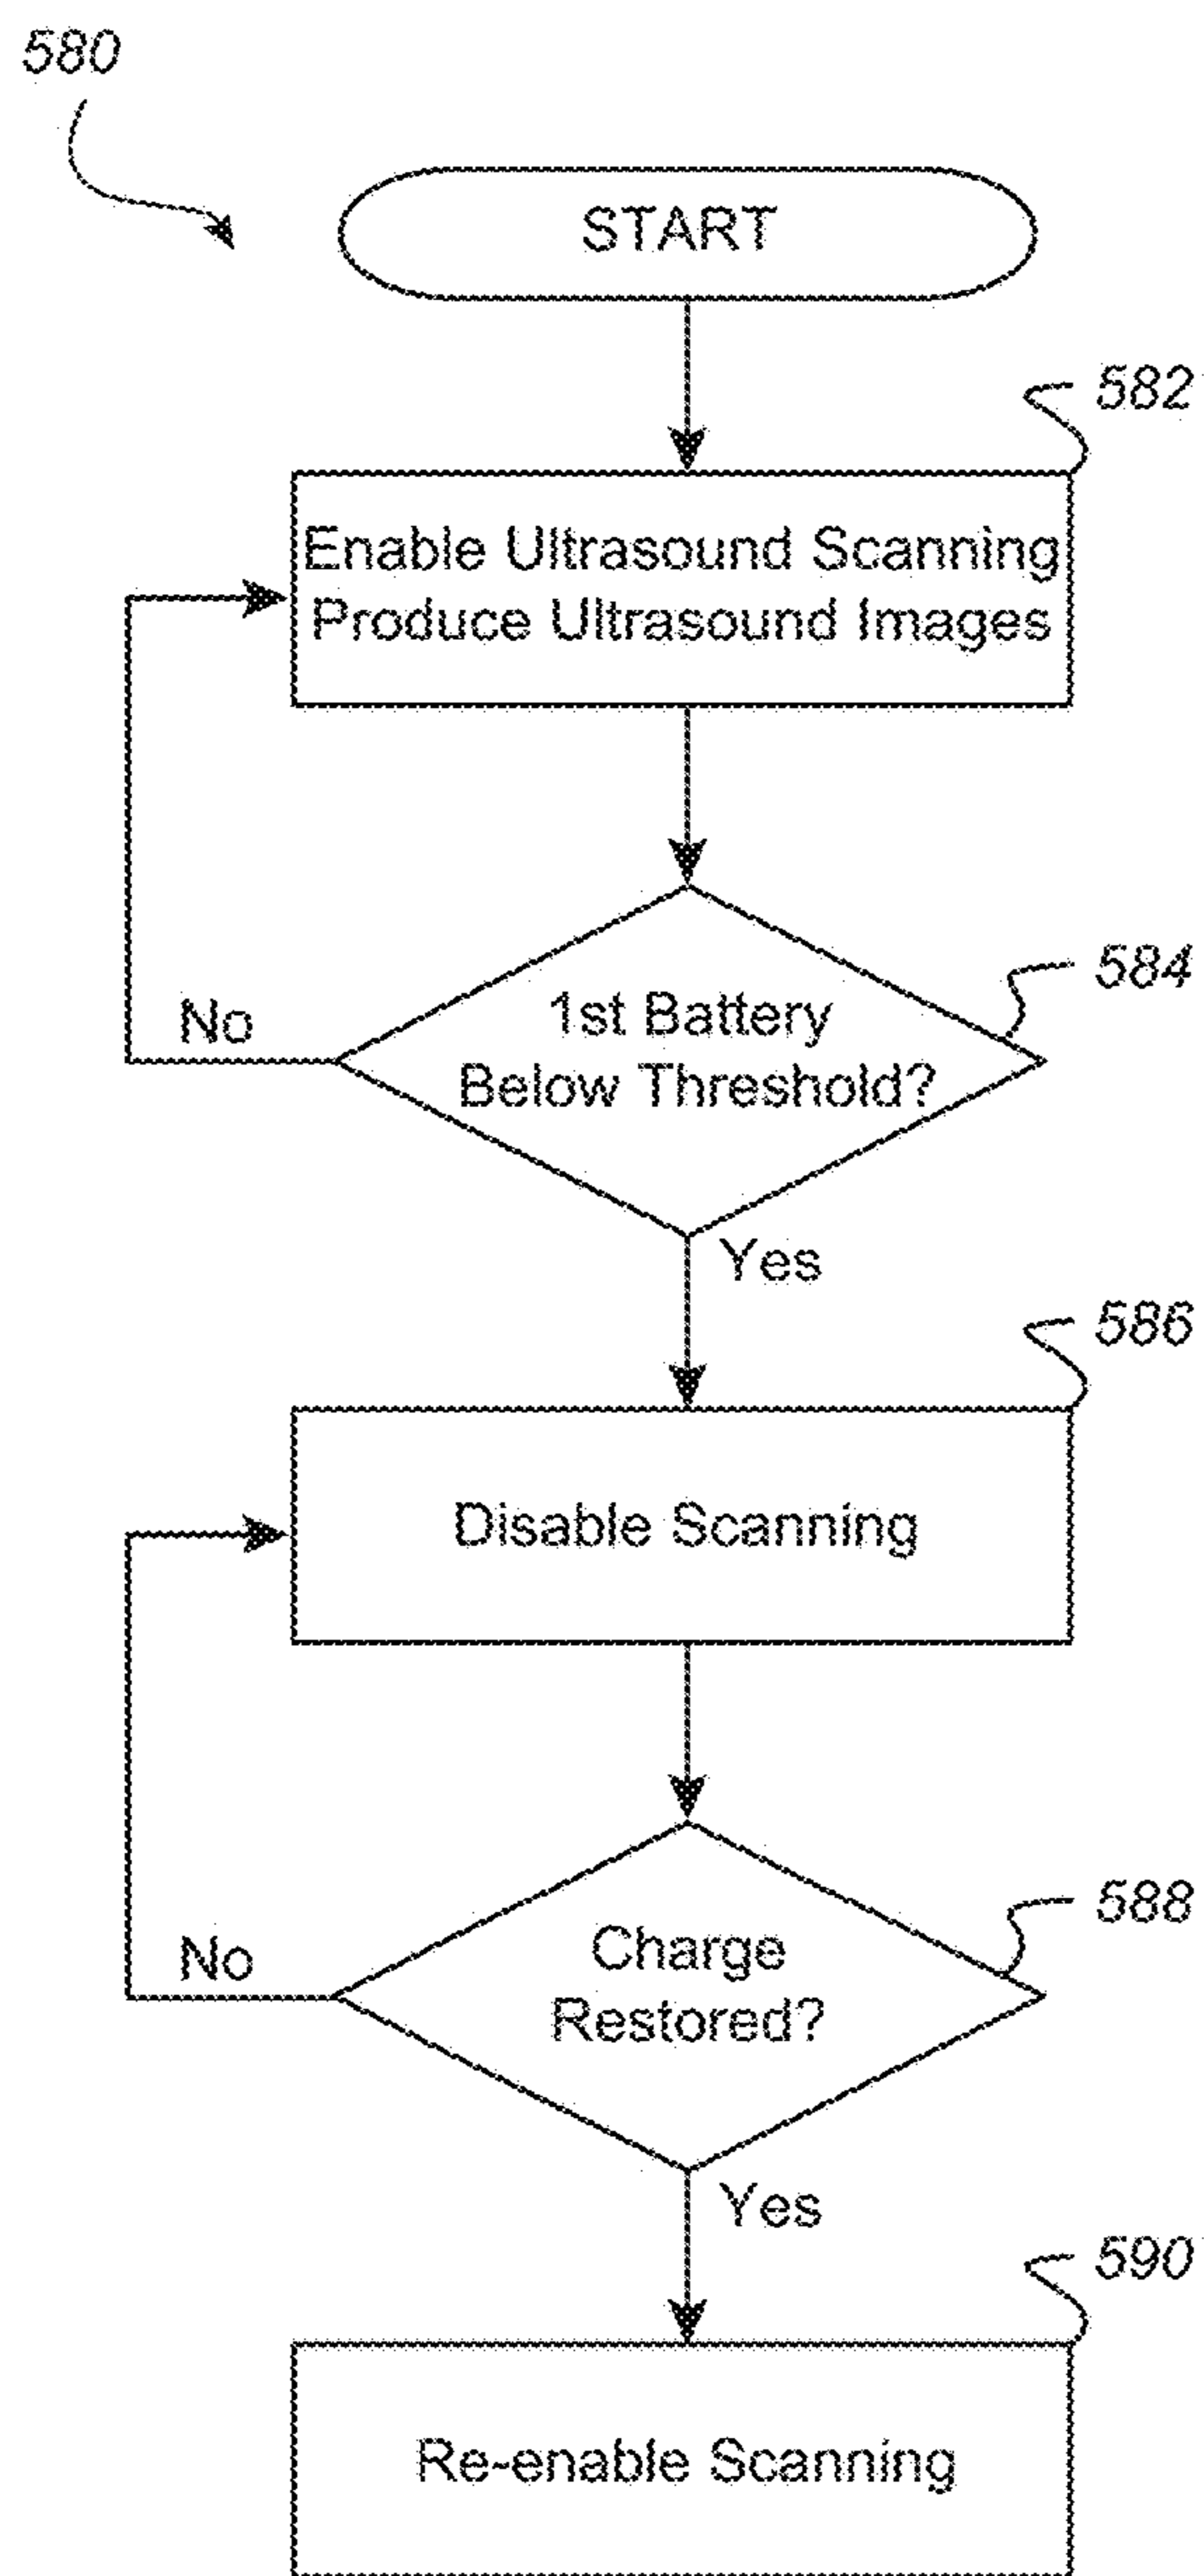 580
START
582
Enable Ultrasound Scanning
Produce Ultrasound Images
584
1st Battery
Below Threshold?
No
Yes
586
Disable Scanning
588
Charge
Restored?
No
Yes
590
Re-enable Scanning